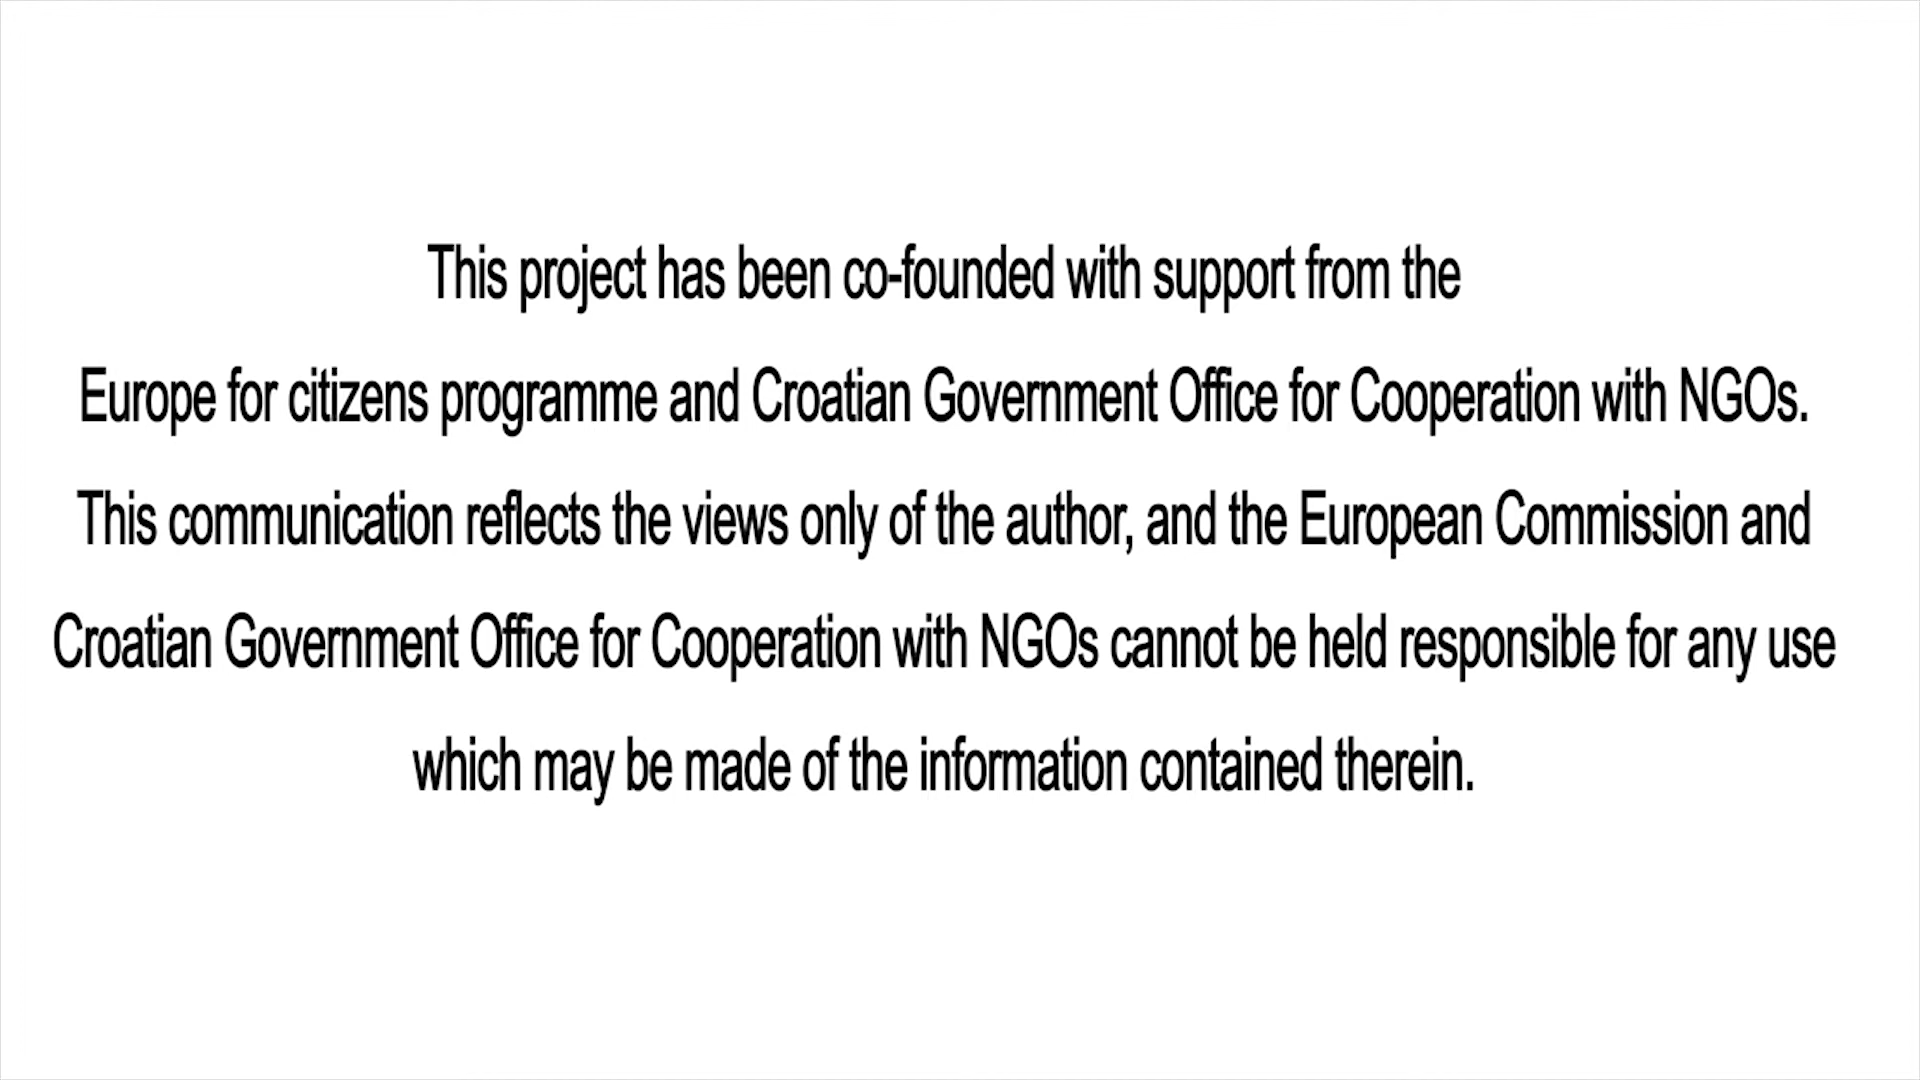 This project has been co-founded with support from the
Europe for citizens programme and Croatian Government Office for Cooperation with NGOs.
This communication reflects the views only of the author, and the European Commission and
Croatian Government Office for Cooperation with NGOs cannot be held responsible for any use
which may be made of the information contained therein.